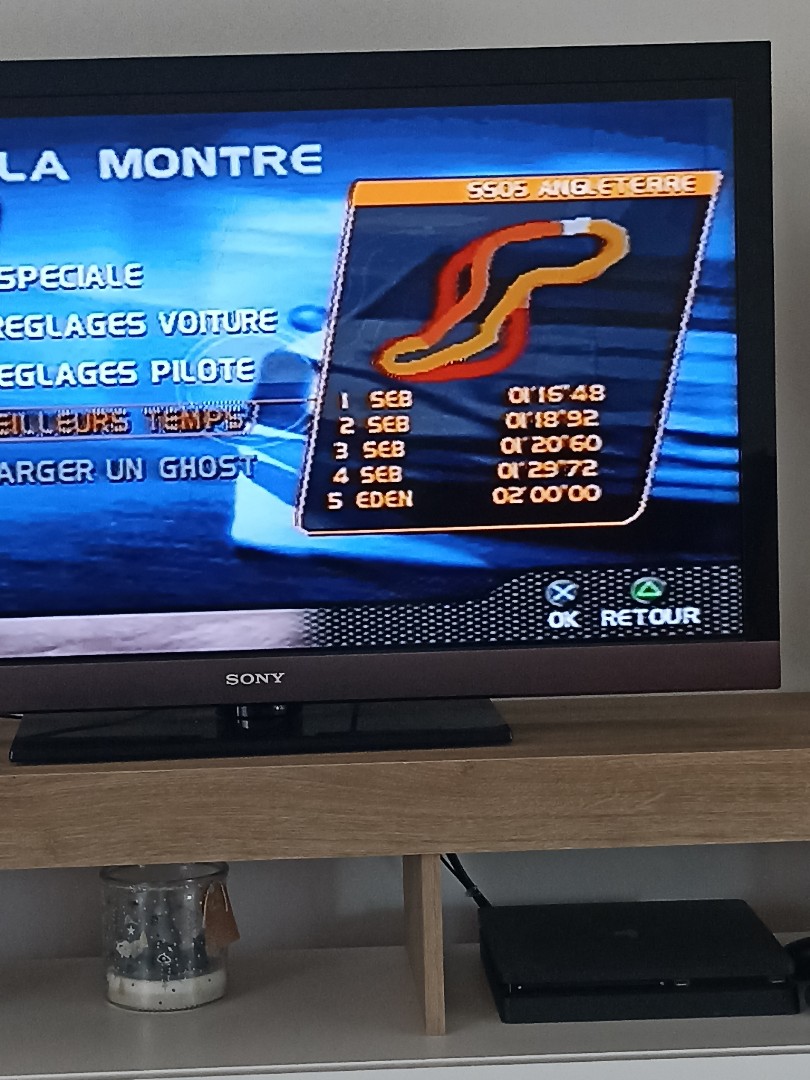 LA MONTRE
SS05 ANGLETERRE
SPECIALE
REGLAGES VOITURE
EGLAGES PILOTE
EILLEURS TEMPS
ARGER UN GHOST
1 SEB 01'16"48
2 SEB 01'18"92
3 SEB 01'20"60
4 SEB 01'29"72
5 EDEN 02'00"00
OK RETOUR
SONY